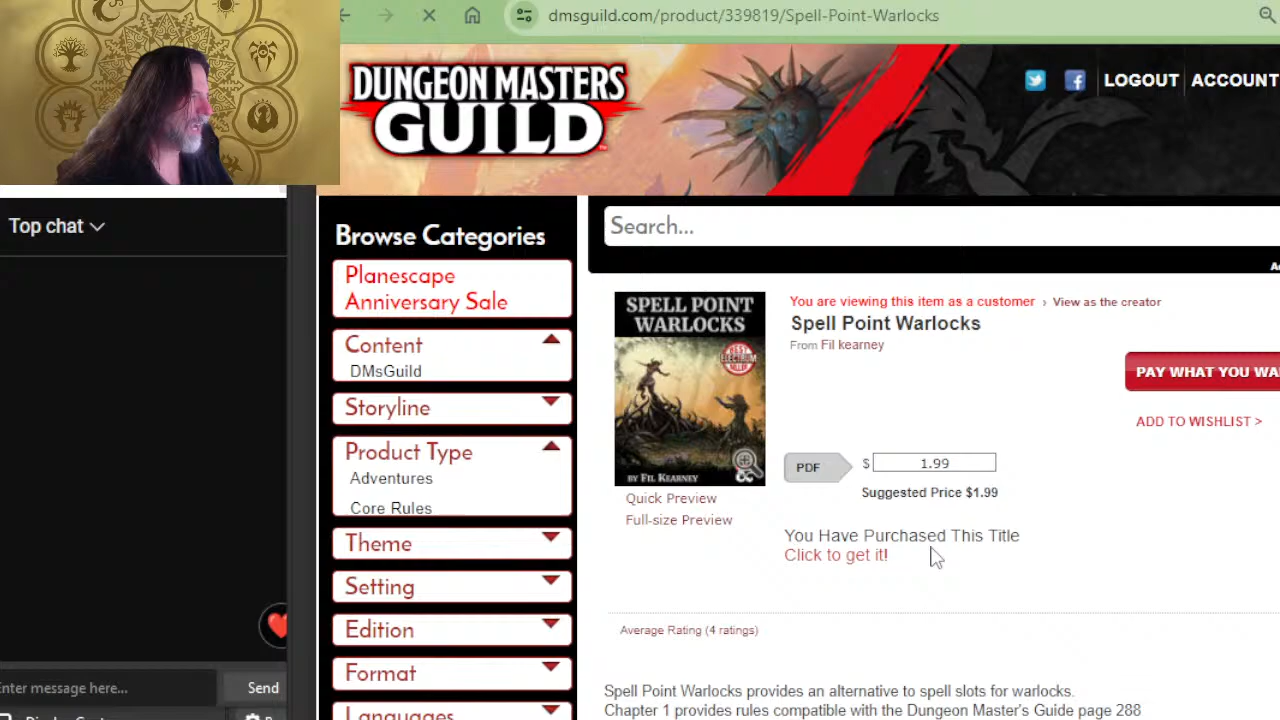 dmsguild.com/product/339819/Spell-Point-Warlocks
DUNGEON MASTERS
GUILD
LOGOUT
ACCOUNT
Top chat
Browse Categories
Search...
Planescape
Anniversary Sale
Content
DMsGuild
Storyline
Product Type
Adventures
Core Rules
Theme
Setting
Edition
Format
Languages
SPELL POINT
WARLOCKS
BEST
ELECTRUM
SELLER
BY FIL KEARNEY
Quick Preview
Full-size Preview
You are viewing this item as a customer › View as the creator
Spell Point Warlocks
From Fil kearney
PAY WHAT YOU WA
ADD TO WISHLIST >
PDF
$ 1.99
Suggested Price $1.99
You Have Purchased This Title
Click to get it!
Average Rating (4 ratings)
Spell Point Warlocks provides an alternative to spell slots for warlocks.
Chapter 1 provides rules compatible with the Dungeon Master's Guide page 288
nter message here...
Send